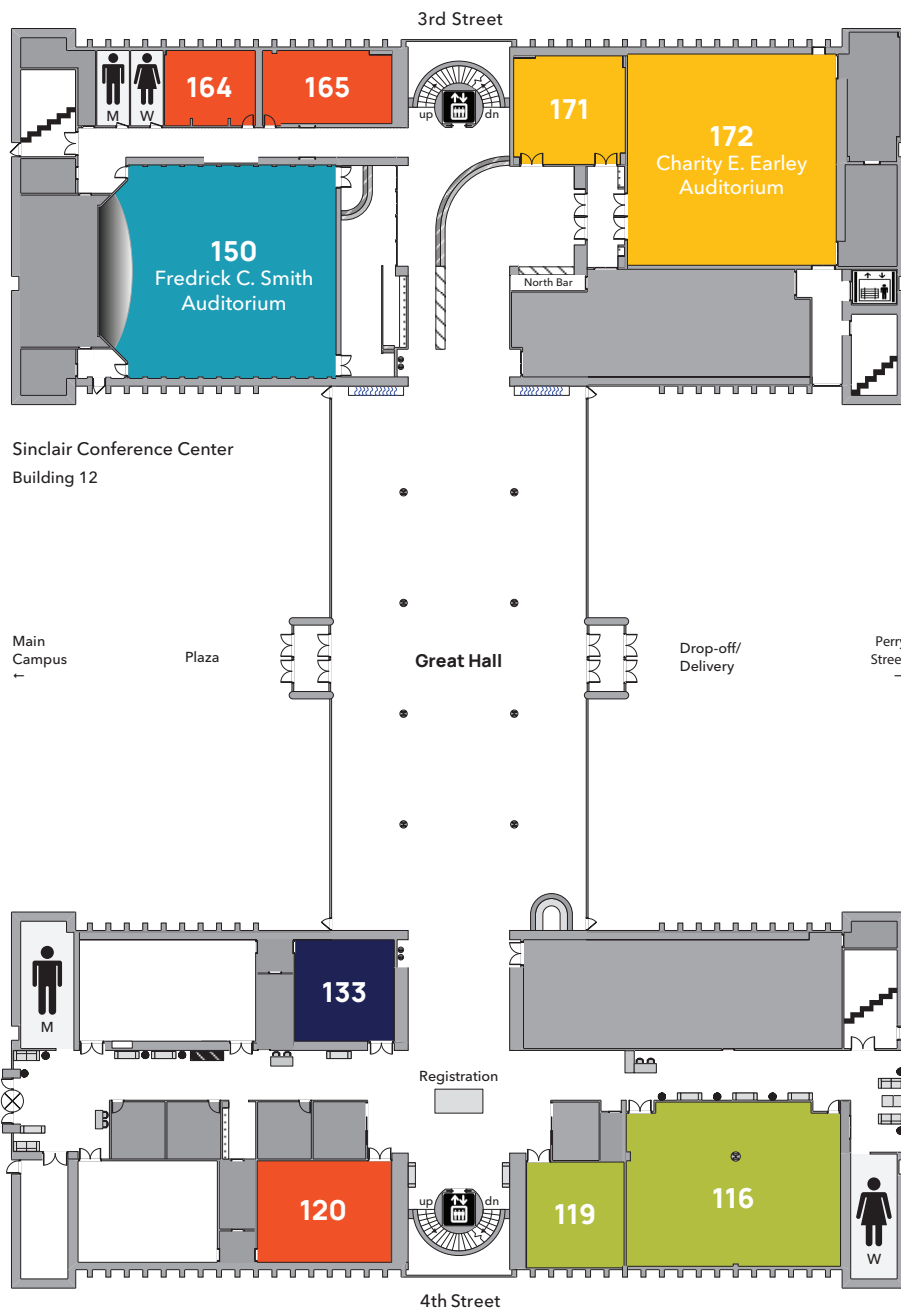 3rd Street
M
W
164
165
up
dn
171
172
Charity E. Earley
Auditorium
150
Fredrick C. Smith
Auditorium
North Bar
Sinclair Conference Center
Building 12
Main
Campus
←
Plaza
Great Hall
Drop-off/
Delivery
Perry
Stree
M
133
Registration
120
up
dn
119
116
W
4th Street